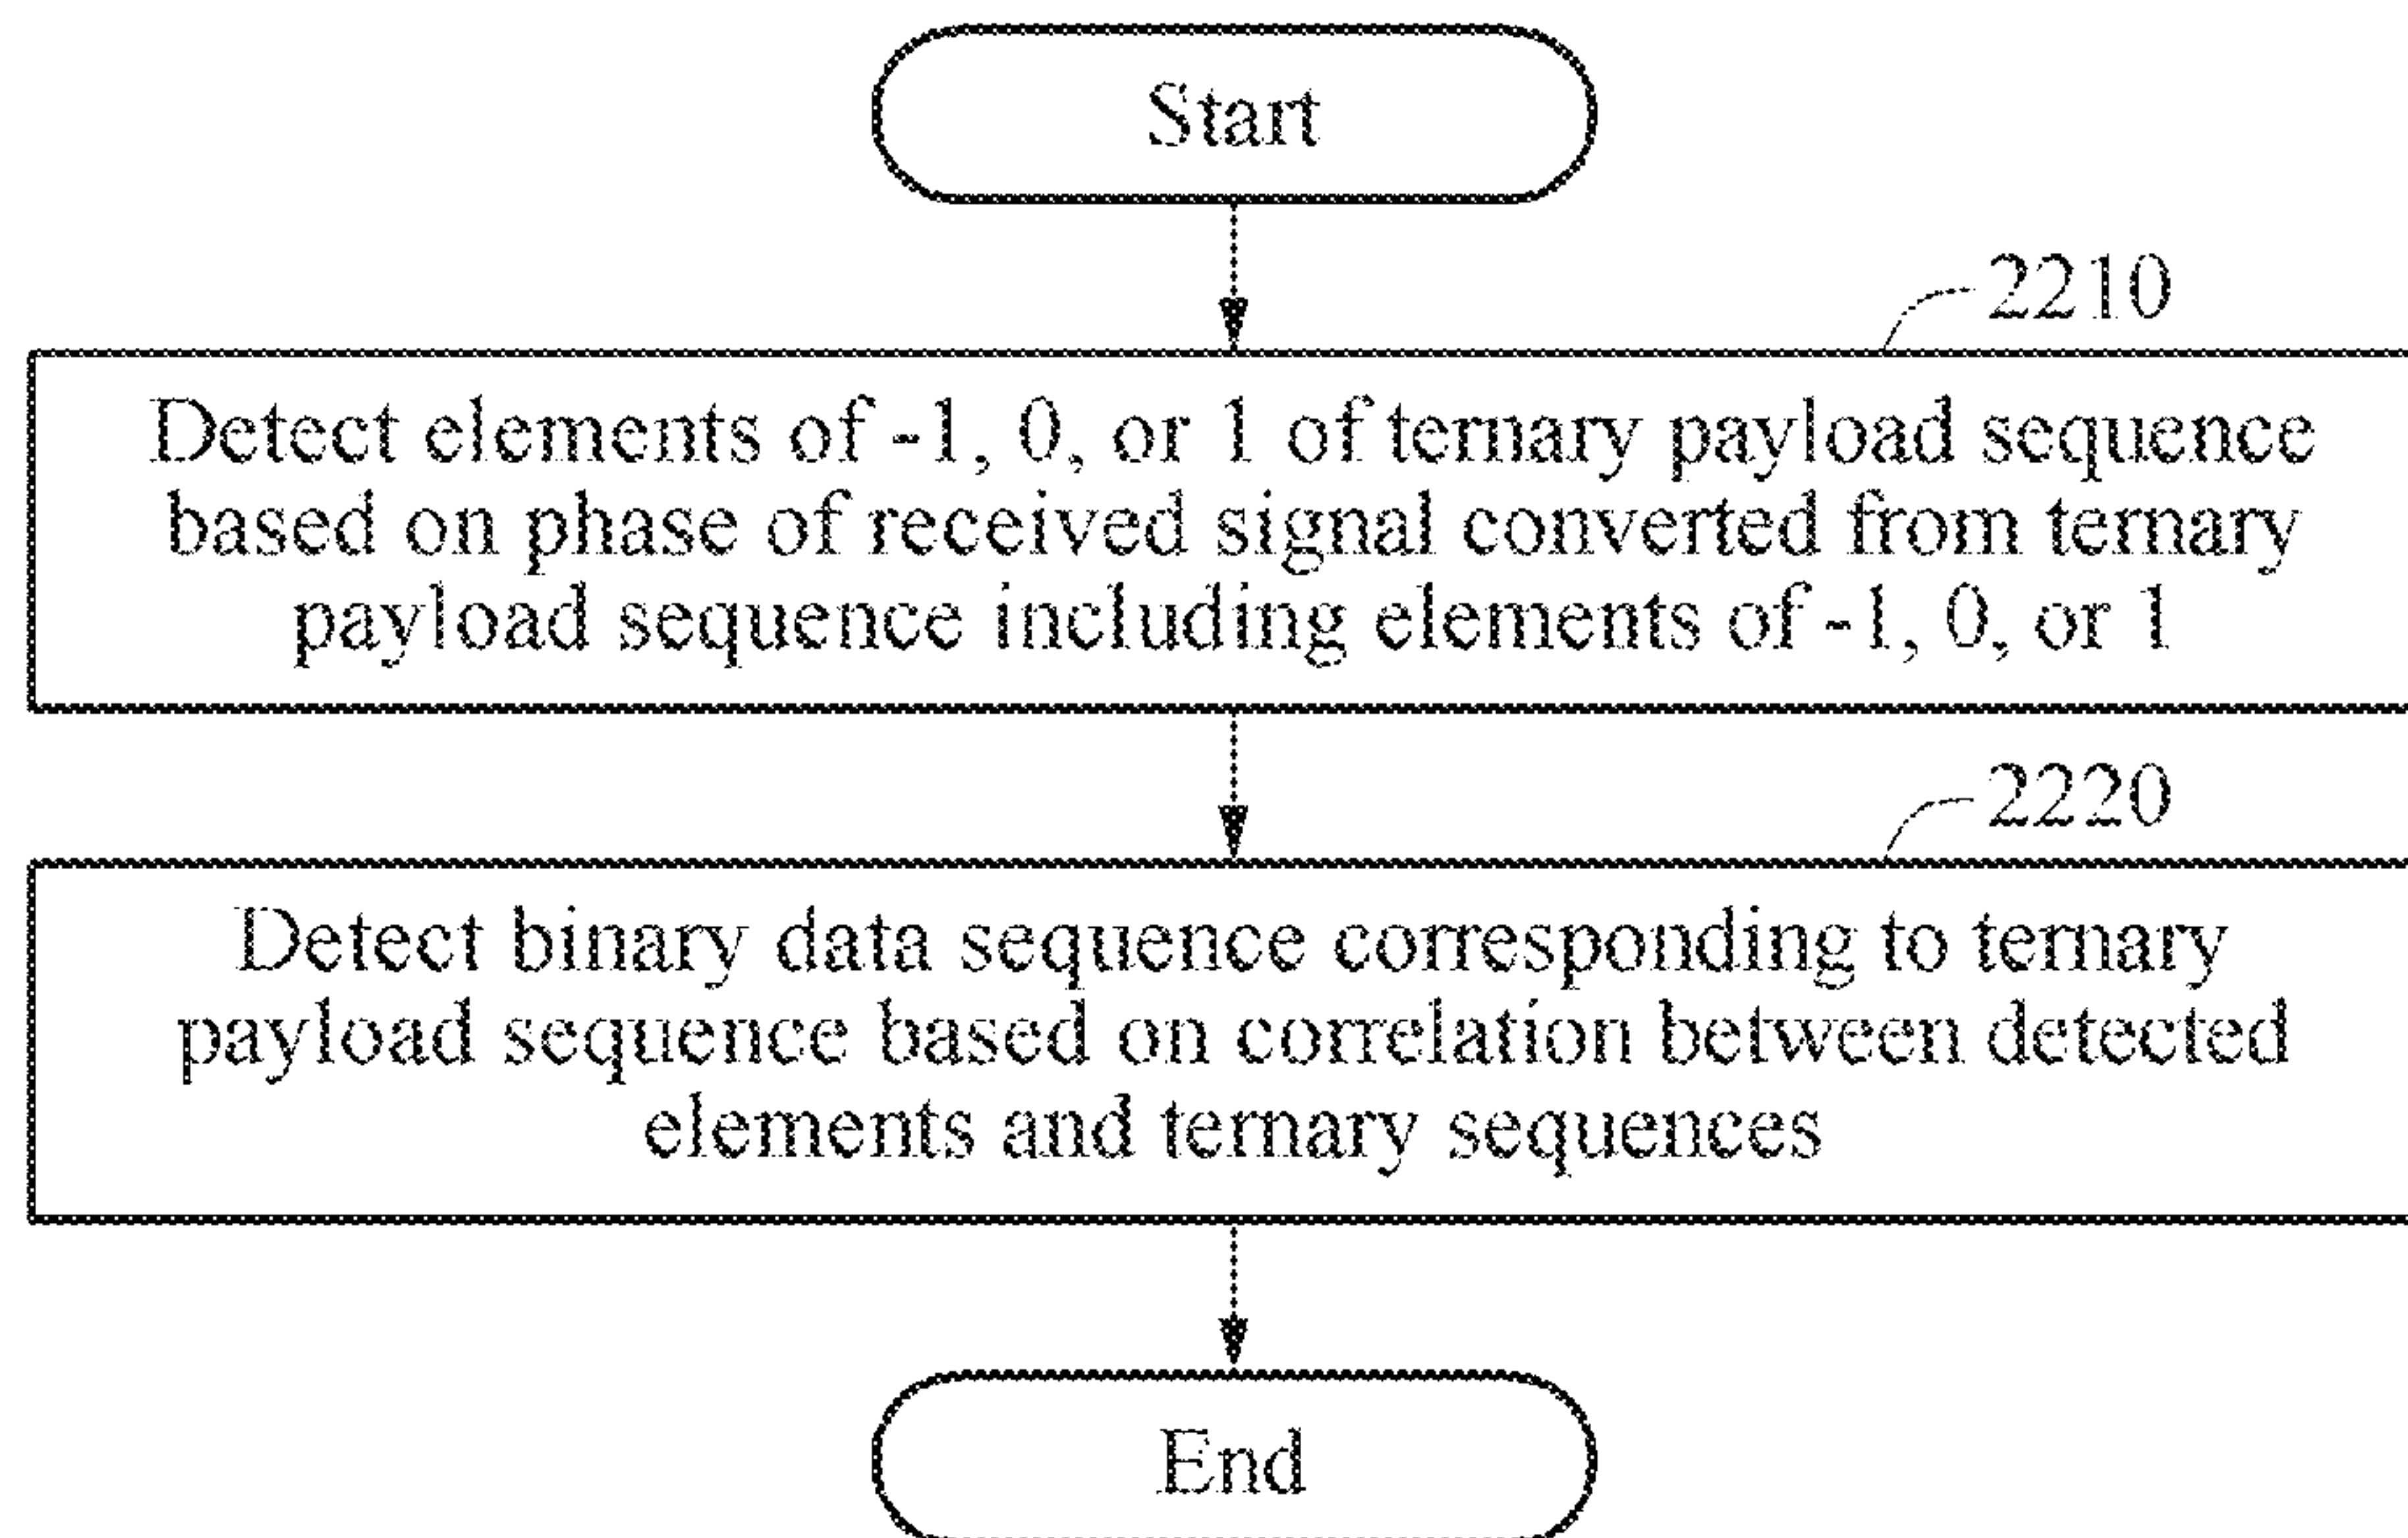 Start
2210
Detect elements of -1, 0, or 1 of ternary payload sequence
based on phase of received signal converted from ternary
payload sequence including elements of -1, 0, or 1
2220
Detect binary data sequence corresponding to ternary
payload sequence based on correlation between detected
elements and ternary sequences
End